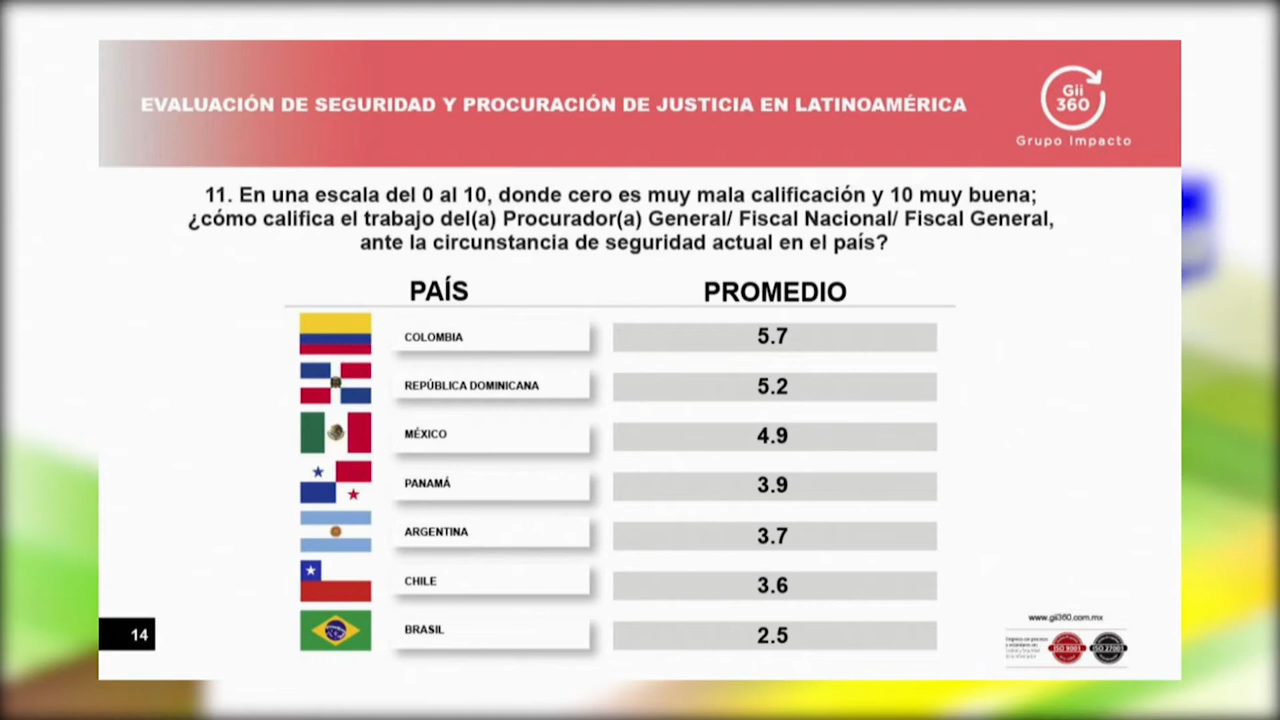 EVALUACIÓN DE SEGURIDAD Y PROCURACIÓN DE JUSTICIA EN LATINOAMÉRICA
Gii
360
Grupo Impacto
11. En una escala del 0 al 10, donde cero es muy mala calificación y 10 muy buena;
¿cómo califica el trabajo del(a) Procurador(a) General/ Fiscal Nacional/ Fiscal General,
ante la circunstancia de seguridad actual en el país?
PAÍS PROMEDIO
COLOMBIA 5.7
REPÚBLICA DOMINICANA 5.2
MÉXICO 4.9
PANAMÁ 3.9
ARGENTINA 3.7
CHILE 3.6
BRASIL 2.5
14
www.gii360.com.mx
ISO 9001 ISO 27001